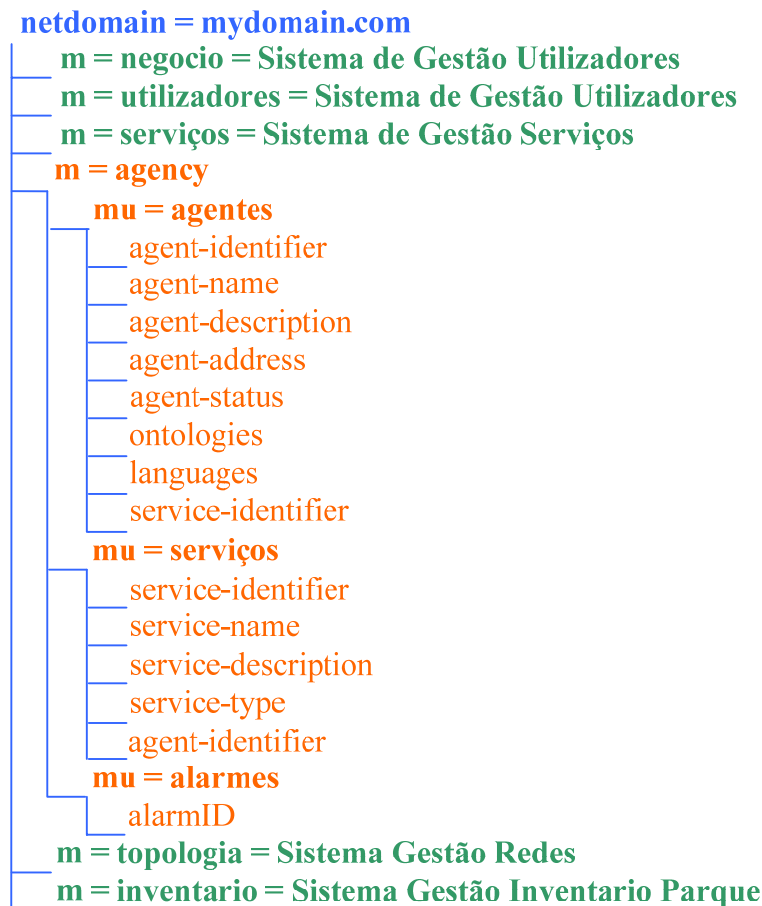 netdomain = mydomain.com
m = negocio = Sistema de Gestão Utilizadores
m = utilizadores = Sistema de Gestão Utilizadores
m = serviços = Sistema de Gestão Serviços
m = agency
mu = agentes
agent-identifier
agent-name
agent-description
agent-address
agent-status
ontologies
languages
service-identifier
mu = serviços
service-identifier
service-name
service-description
service-type
agent-identifier
mu = alarmes
alarmID
m = topologia = Sistema Gestão Redes
m = inventario = Sistema Gestão Inventario Parque